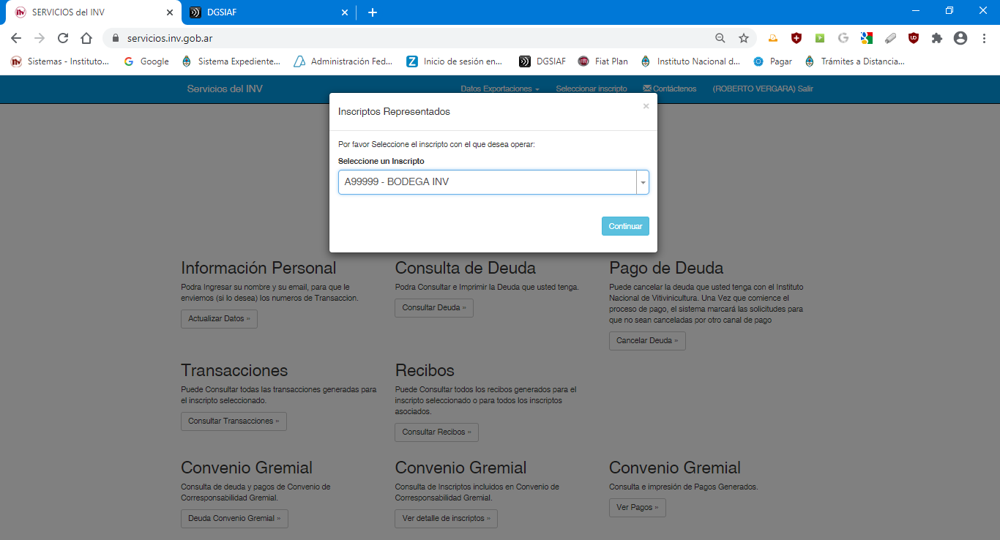 SERVICIOS del INV
DGSIAF
servicios.inv.gob.ar
Sistemas - Instituto...
Google
Sistema Expediente...
Administración Fed...
Inicio de sesión en...
DGSIAF
Fiat Plan
Instituto Nacional d...
Pagar
Trámites a Distancia...
Servicios del INV
Datos Exportaciones
Seleccionar inscripto
Contáctenos
(ROBERTO VERGARA) Salir
Inscriptos Representados
×
Por favor Seleccione el inscripto con el que desea operar:
Seleccione un Inscripto
A99999 - BODEGA INV
Continuar
Información Personal
Podra Ingresar su nombre y su email, para que le
enviemos (si lo desea) los numeros de Transaccion.
Actualizar Datos »
Consulta de Deuda
Podra Consultar e Imprimir la Deuda que usted tenga.
Consultar Deuda »
Pago de Deuda
Puede cancelar la deuda que usted tenga con el Instituto
Nacional de Vitivinicultura. Una Vez que comience el
proceso de pago, el sistema marcará las solicitudes para
que no sean canceladas por otro canal de pago
Cancelar Deuda »
Transacciones
Puede Consultar todas las transacciones generadas para
el inscripto seleccionado.
Consultar Transacciones »
Recibos
Puede Consultar todos los recibos generados para el
inscripto seleccionado o para todos los inscriptos
asociados.
Consultar Recibos »
Convenio Gremial
Consulta de deuda y pagos de Convenio de
Corresponsabilidad Gremial.
Deuda Convenio Gremial »
Convenio Gremial
Consulta de Inscriptos incluidos en Convenio de
Corresponsabilidad Gremial.
Ver detalle de inscriptos »
Convenio Gremial
Consulta e impresión de Pagos Generados.
Ver Pagos »